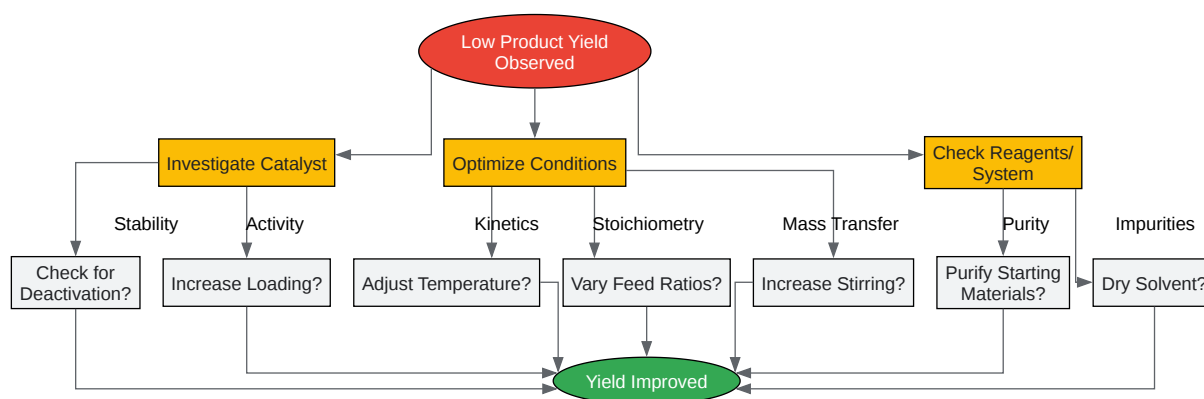 Low Product Yield
Observed
Investigate Catalyst
Optimize Conditions
Check Reagents/
System
Stability
Activity
Kinetics
Stoichiometry
Mass Transfer
Purity
Impurities
Check for
Deactivation?
Increase Loading?
Adjust Temperature?
Vary Feed Ratios?
Increase Stirring?
Purify Starting
Materials?
Dry Solvent?
Yield Improved